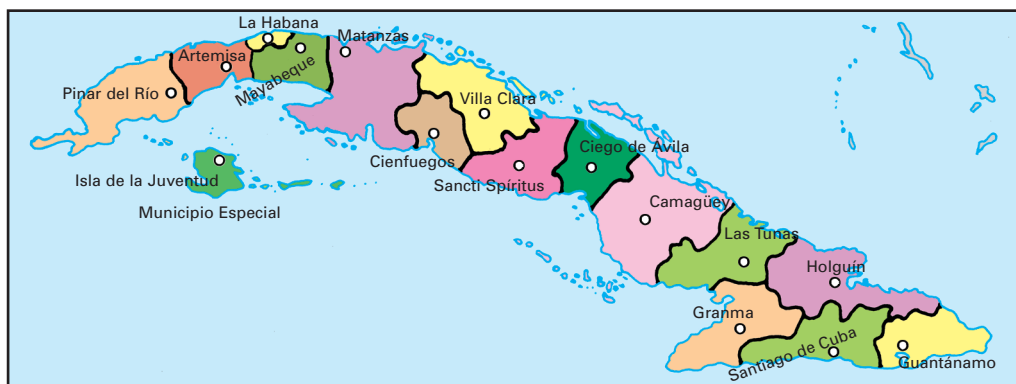 La Habana
Matanzas
Artemisa
Mayabeque
Pinar del Río
Villa Clara
Cienfuegos
Ciego de Avila
Isla de la Juventud
Sancti Spíritus
Municipio Especial
Camagüey
Las Tunas
Holguín
Granma
Santiago de Cuba
Guantánamo